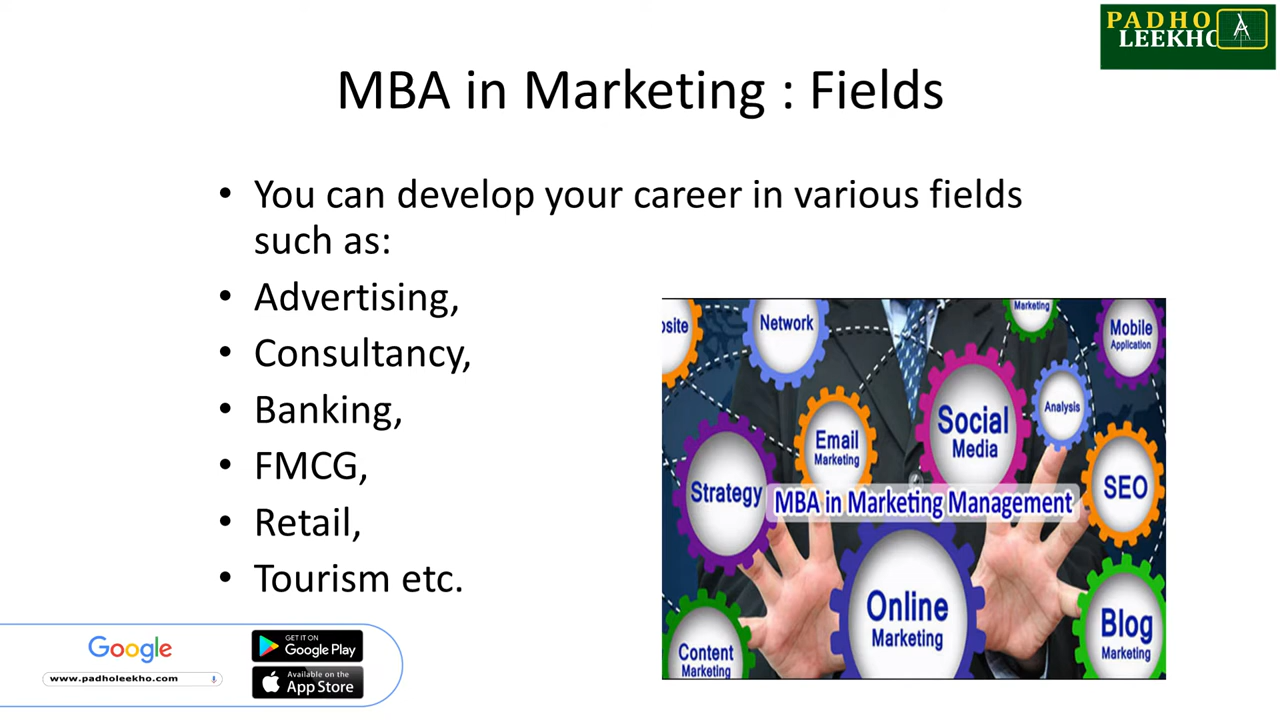 PADHO
LEEKHO
MBA in Marketing : Fields
• You can develop your career in various fields
such as:
• Advertising,
• Consultancy,
• Banking,
• FMCG,
• Retail,
• Tourism etc.
Network
Marketing
Mobile
Application
Analysis
Social
Media
Email
Marketing
Strategy
SEO
MBA in Marketing Management
Online
Marketing
Blog
Marketing
Content
Marketing
Google
www.padholeekho.com
GET IT ON
Google Play
Available on the
App Store